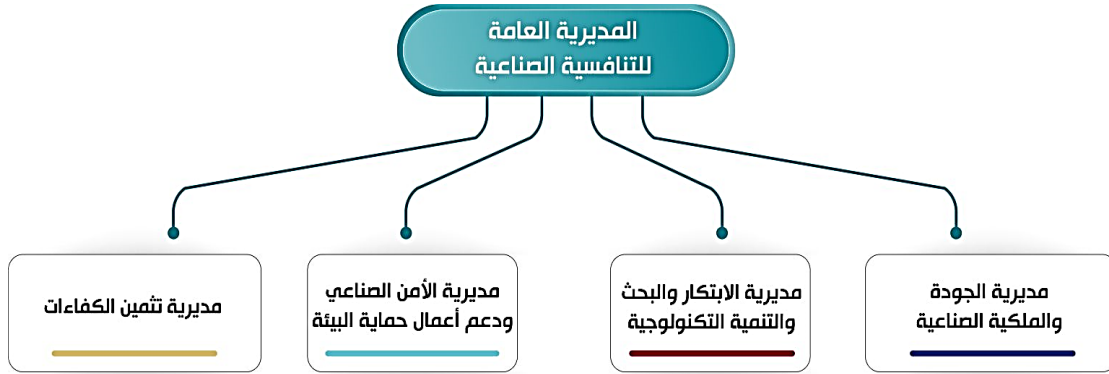 المديرية العامة
للتنافسية الصناعية
مديرية الجودة
والملكية الصناعية
مديرية الابتكار والبحث
والتنمية التكنولوجية
مديرية الأمن الصناعي
ودعم أعمال حماية البيئة
مديرية تثمين الكفاءات